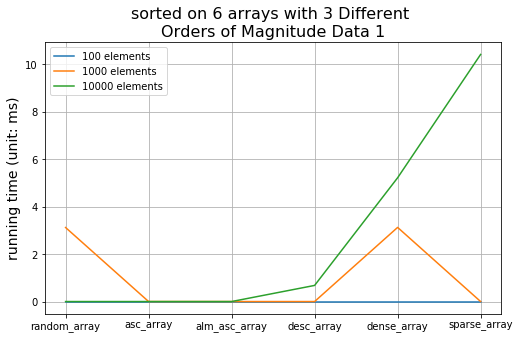 sorted on 6 arrays with 3 Different
Orders of Magnitude Data 1
100 elements
1000 elements
10000 elements
running time (unit: ms)
10
8
6
4
2
0
random_array
asc_array
alm_asc_array
desc_array
dense_array
sparse_array